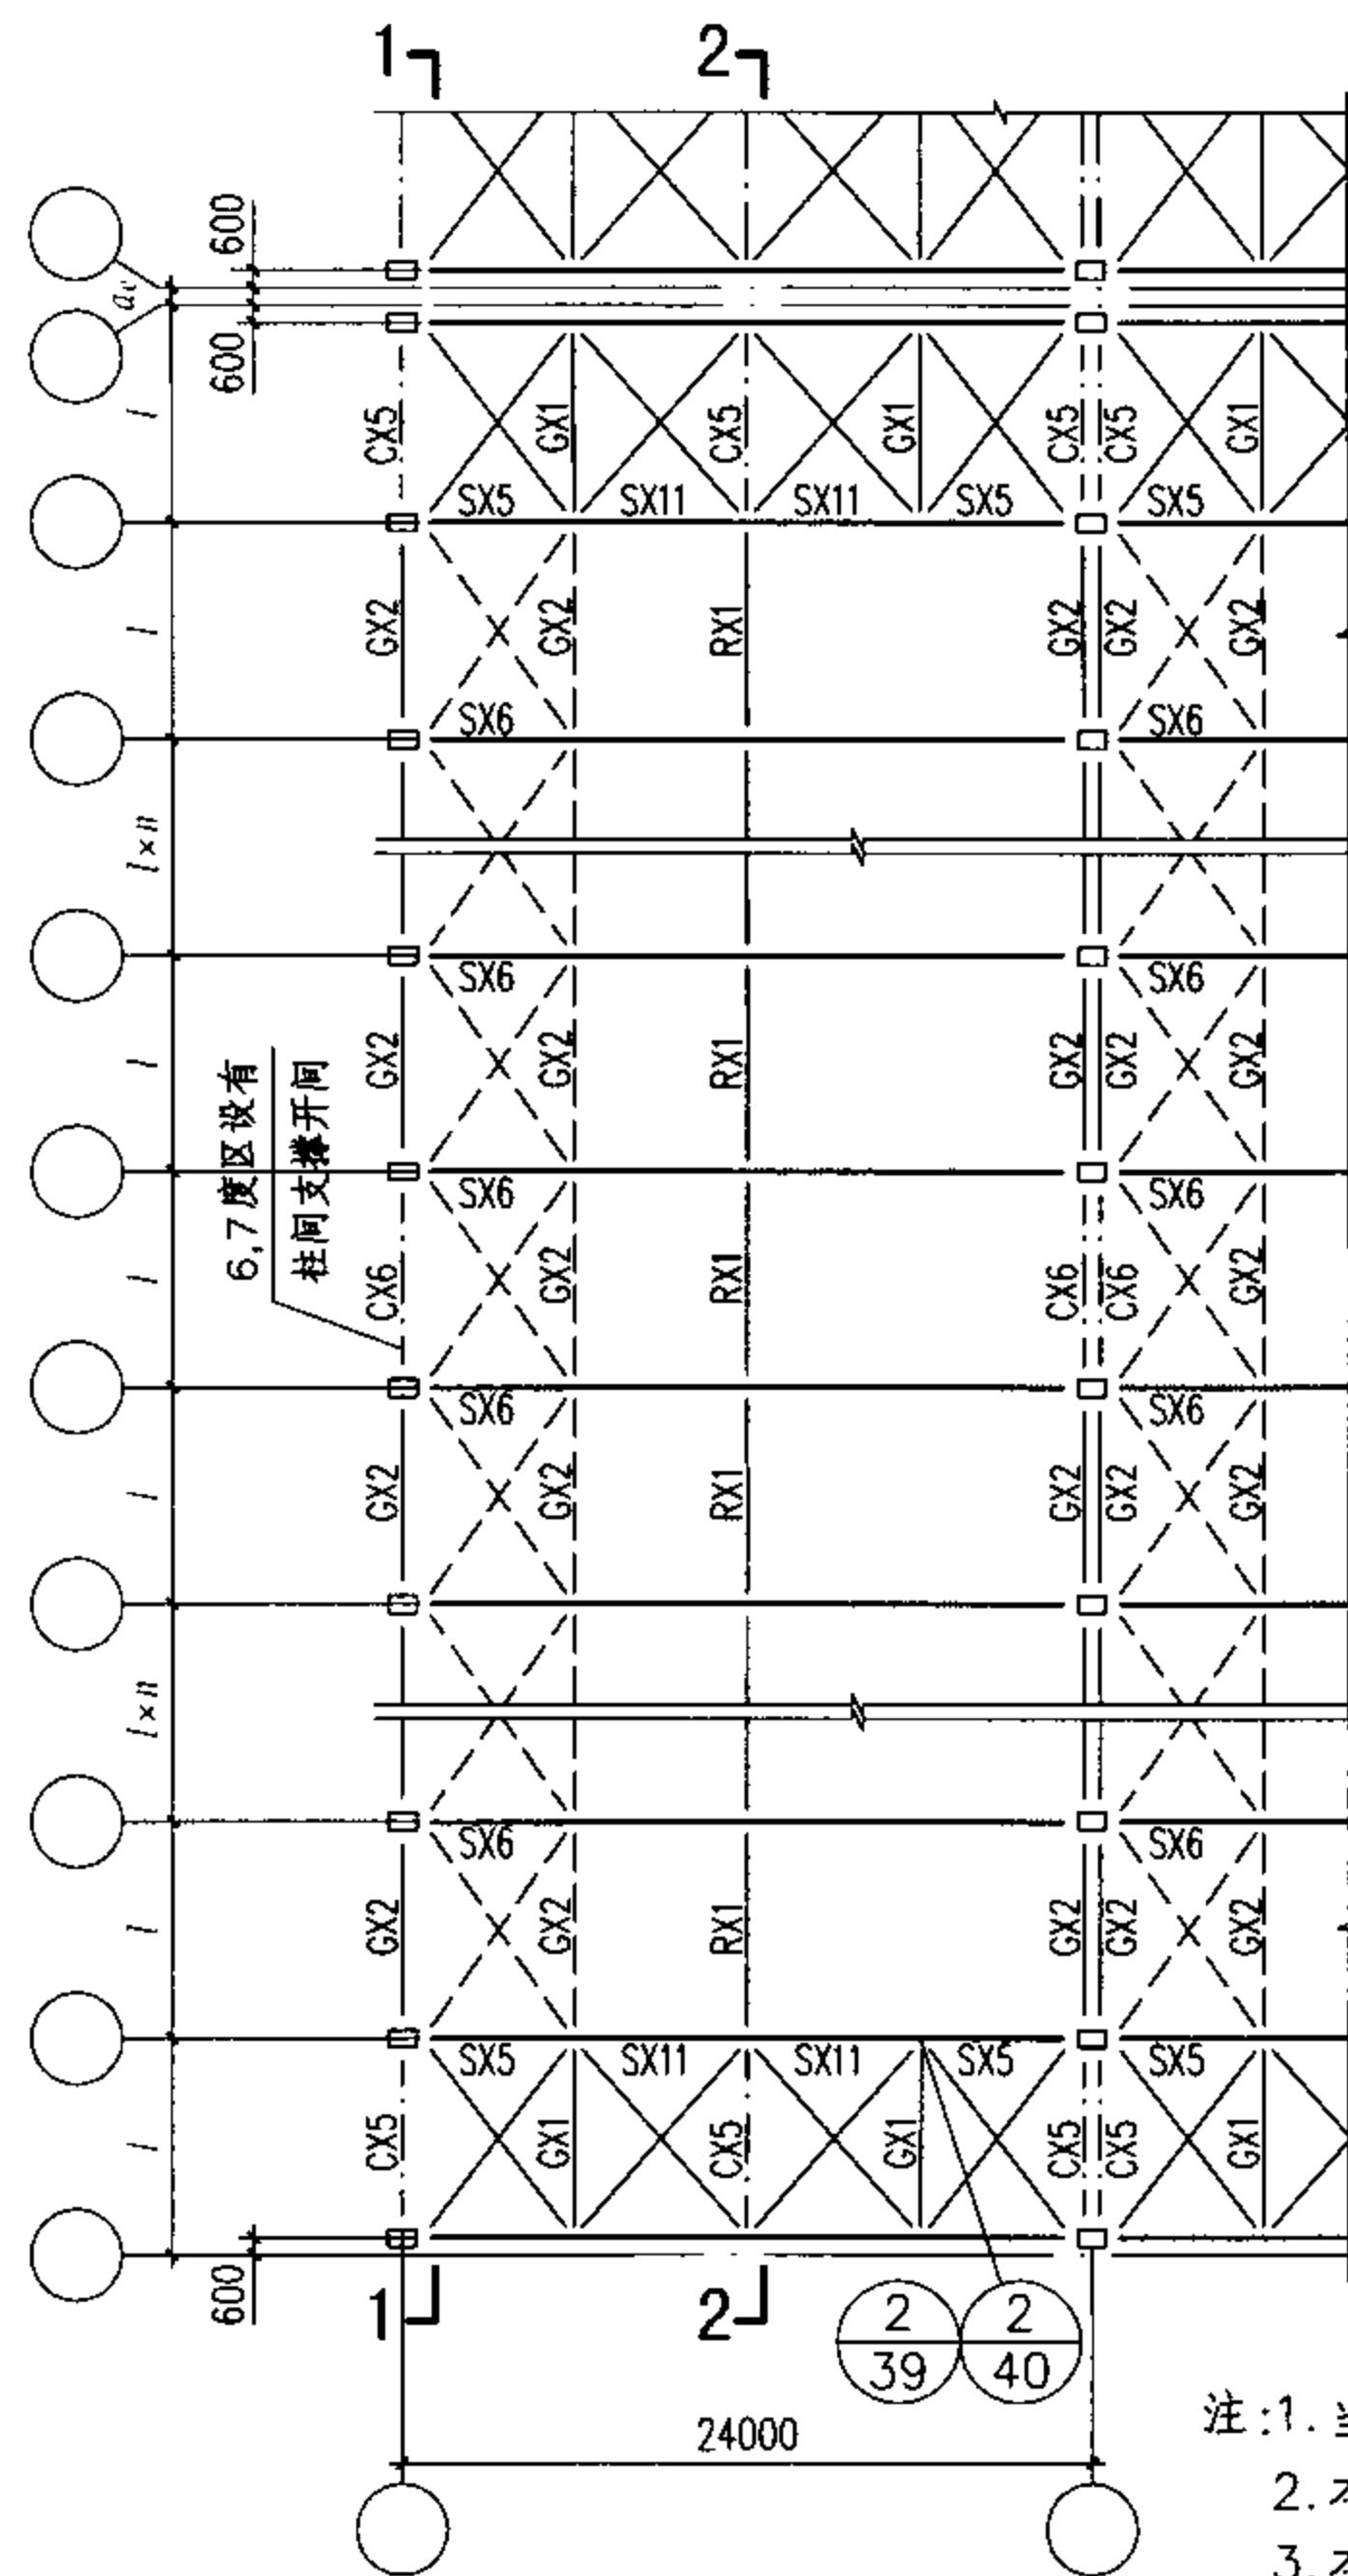 1 2
600
av
600
l CX5 GX1 CX5 GX1 CX5 CX5 GX1
SX5 SX11 SX11 SX5 SX5
l GX2 GX2 RX1 GX2 GX2 GX2
SX6 SX6
l×n
SX6 SX6
l GX2 GX2 RX1 GX2 GX2 GX2
6,7度区设有
柱间支撑开间
SX6 SX6
l CX6 GX2 RX1 CX6 CX6 GX2
SX6 SX6
l GX2 GX2 RX1 GX2 GX2 GX2
l×n
SX6 SX6
l GX2 GX2 RX1 GX2 GX2 GX2
SX5 SX11 SX11 SX5 SX5
l CX5 GX1 CX5 GX1 CX5 CX5 GX1
600
1 2
2 2
39 40
24000
注:1.
2.
3.